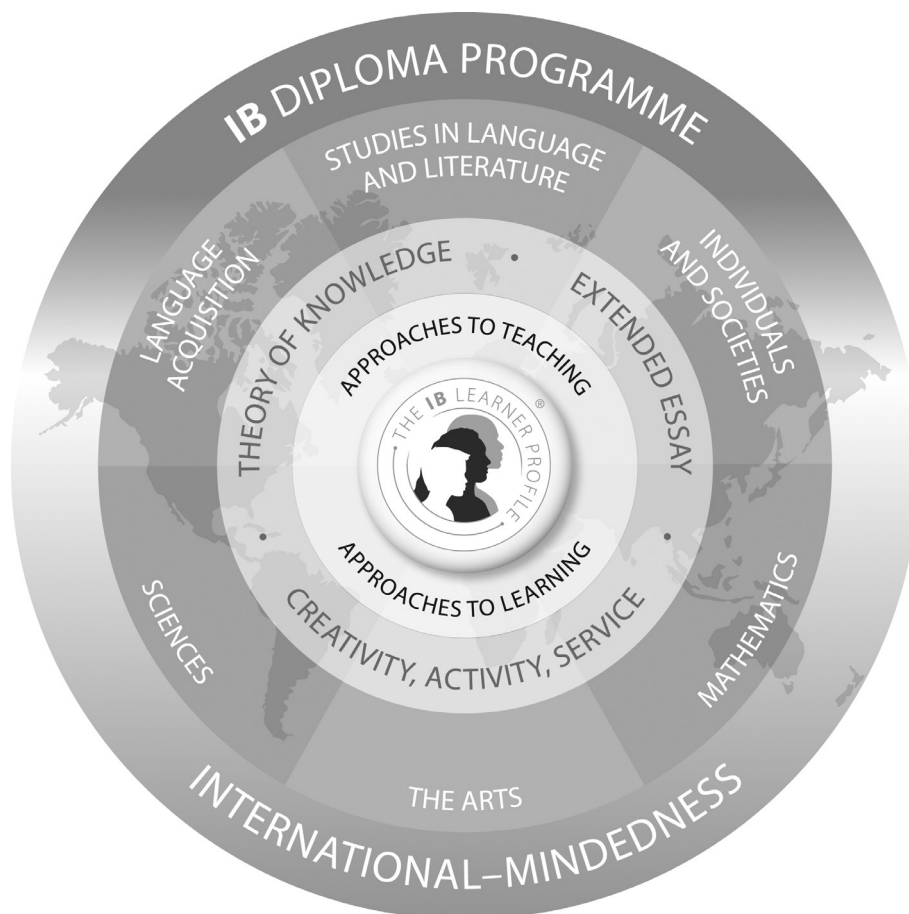 IB DIPLOMA PROGRAMME
STUDIES IN LANGUAGE
AND LITERATURE
LANGUAGE
ACQUISITION
INDIVIDUALS
AND SOCIETIES
THEORY OF KNOWLEDGE
EXTENDED ESSAY
APPROACHES TO TEACHING
THE IB LEARNER PROFILE®
APPROACHES TO LEARNING
CREATIVITY, ACTIVITY, SERVICE
SCIENCES
MATHEMATICS
THE ARTS
INTERNATIONAL–MINDEDNESS